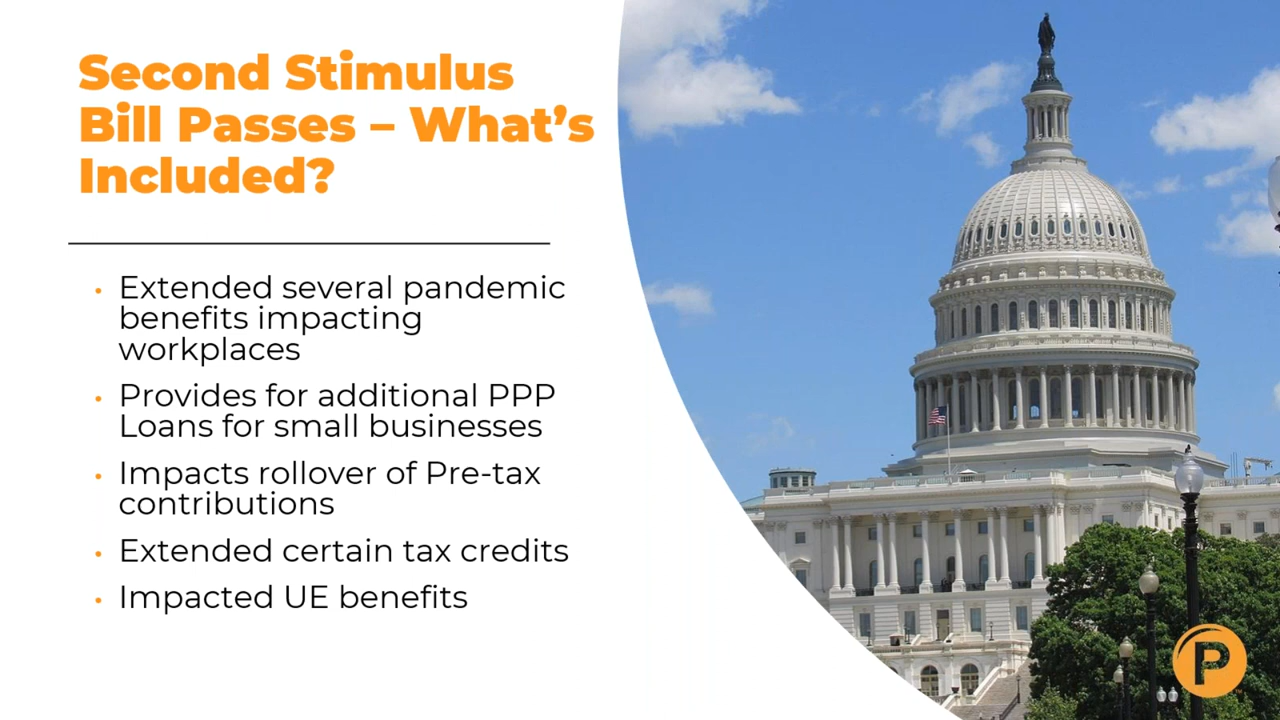 Second Stimulus
Bill Passes – What’s
Included?
• Extended several pandemic
benefits impacting
workplaces
• Provides for additional PPP
Loans for small businesses
• Impacts rollover of Pre-tax
contributions
• Extended certain tax credits
• Impacted UE benefits
P